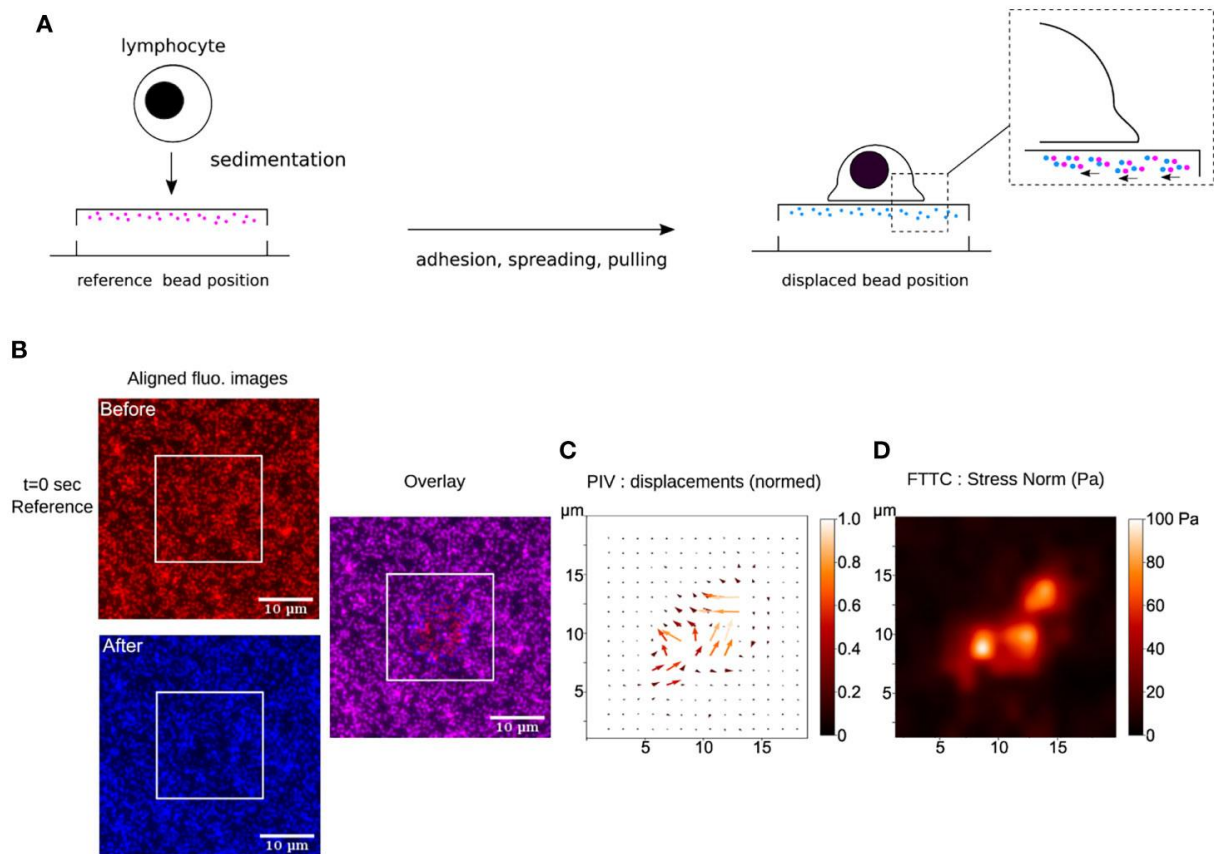 A
lymphocyte
sedimentation
reference bead position
adhesion, spreading, pulling
displaced bead position
B
Aligned fluo. images
Before
t=0 sec
Reference
10 µm
After
10 µm
Overlay
10 µm
C
PIV : displacements (normed)
µm
15
10
5
5
10
15
1.0
0.8
0.6
0.4
0.2
0
D
FTTC : Stress Norm (Pa)
µm
15
10
5
5
10
15
100 Pa
80
60
40
20
0